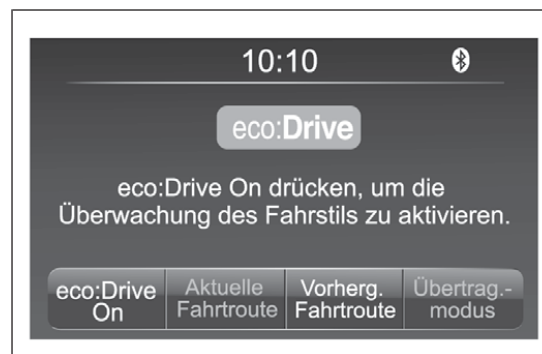 10:10
eco:Drive
eco:Drive On drücken, um die
Überwachung des Fahrstils zu aktivieren.
eco:Drive Aktuelle Vorherg. Übertrag.-
On Fahrtroute Fahrtroute modus